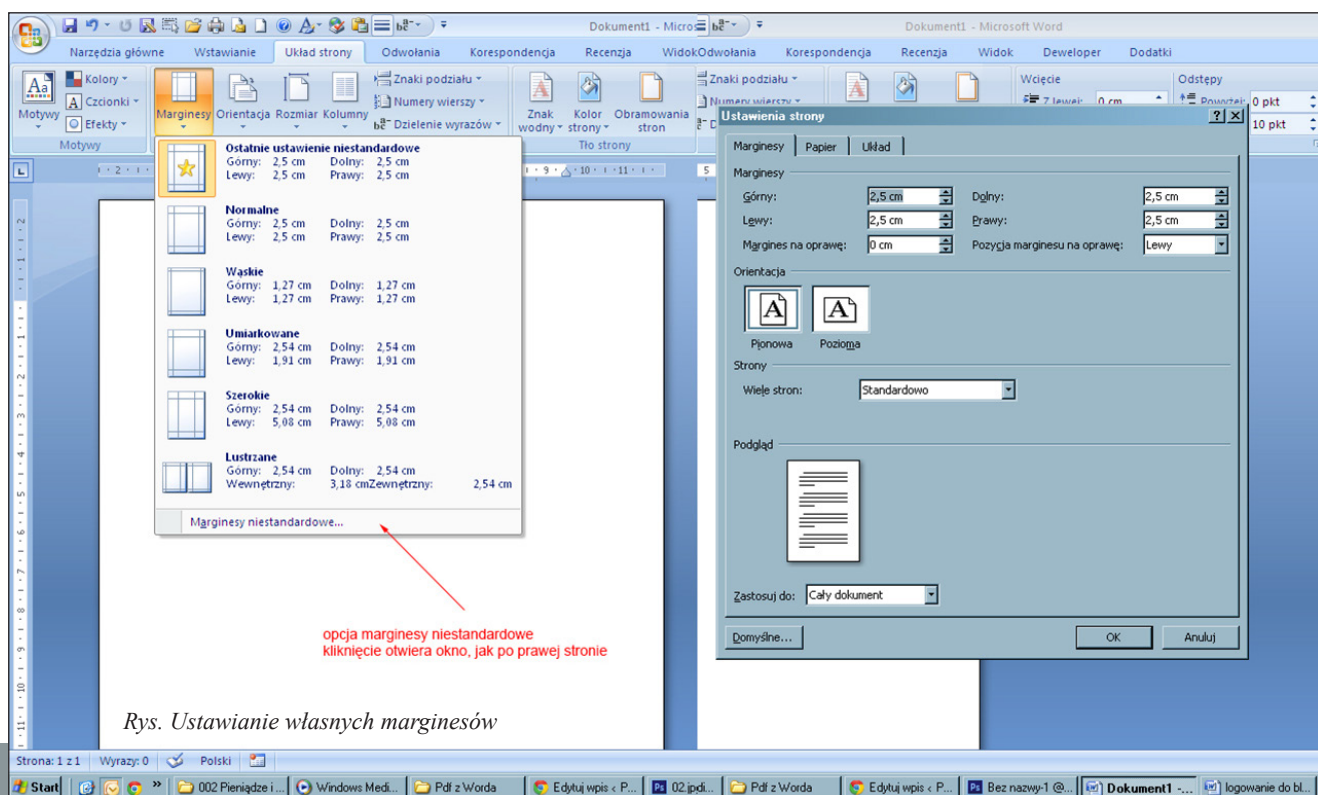 Dokument1 - Micros
Dokument1 - Microsoft Word
Narzędzia główne Wstawianie Układ strony Odwołania Korespondencja Recenzja Widok
Odwołania Korespondencja Recenzja Widok Deweloper Dodatki
Motywy
Kolory
Czcionki
Efekty
Motywy
Marginesy Orientacja Rozmiar Kolumny
Znaki podziału
Numery wierszy
Dzielenie wyrazów
Znak wodny
Kolor strony
Obramowania stron
Tło strony
Znaki podziału
Numery wierszy
Wcięcie
Z lewej: 0 cm
Odstępy
Powyżej: 0 pkt
10 pkt
Ostatnie ustawienie niestandardowe
Górny: 2,5 cm Dolny: 2,5 cm
Lewy: 2,5 cm Prawy: 2,5 cm
Normalne
Górny: 2,5 cm Dolny: 2,5 cm
Lewy: 2,5 cm Prawy: 2,5 cm
Wąskie
Górny: 1,27 cm Dolny: 1,27 cm
Lewy: 1,27 cm Prawy: 1,27 cm
Umiarkowane
Górny: 2,54 cm Dolny: 2,54 cm
Lewy: 1,91 cm Prawy: 1,91 cm
Szerokie
Górny: 2,54 cm Dolny: 2,54 cm
Lewy: 5,08 cm Prawy: 5,08 cm
Lustrzane
Górny: 2,54 cm Dolny: 2,54 cm
Wewnętrzny: 3,18 cmZewnętrzny: 2,54 cm
Marginesy niestandardowe...
opcja marginesy niestandardowe
kliknięcie otwiera okno, jak po prawej stronie
Rys. Ustawianie własnych marginesów
Ustawienia strony
Marginesy Papier Układ
Marginesy
Górny: 2,5 cm Dolny: 2,5 cm
Lewy: 2,5 cm Prawy: 2,5 cm
Margines na oprawę: 0 cm Pozycja marginesu na oprawę: Lewy
Orientacja
Pionowa Pozioma
Strony
Wiele stron: Standardowo
Podgląd
Zastosuj do: Cały dokument
Domyślne... OK Anuluj
Strona: 1 z 1 Wyrazy: 0 Polski
Start 002 Pieniądze i ... Windows Medi... Pdf z Worda Edytuj wpis ‹ P... 02.jpdi... Pdf z Worda Edytuj wpis ‹ P... Bez nazwy-1 @... Dokument1 -... logowanie do bl...